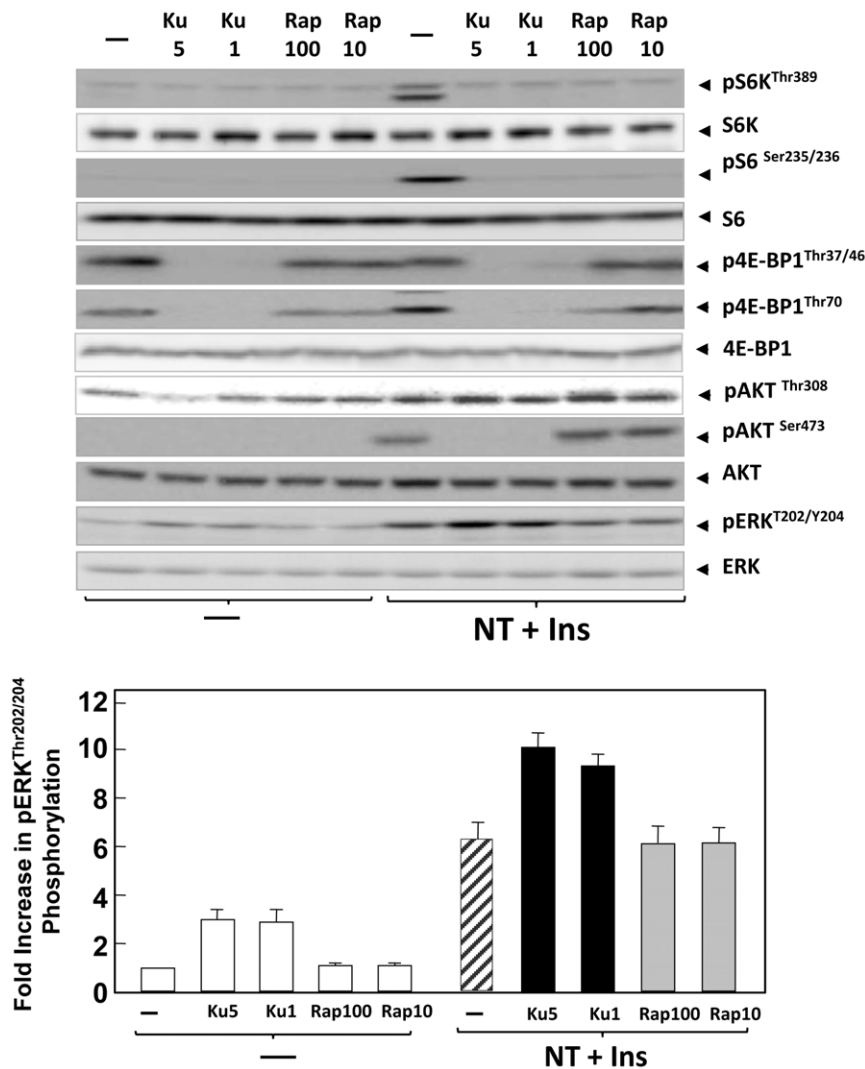 — Ku Ku Rap Rap — Ku Ku Rap Rap
5 1 100 10 5 1 100 10
◄ pS6K^Thr389
◄ S6K
◄ pS6 ^Ser235/236
◄ S6
◄ p4E-BP1^Thr37/46
◄ p4E-BP1^Thr70
◄ 4E-BP1
◄ pAKT ^Thr308
◄ pAKT ^Ser473
◄ AKT
◄ pERK^T202/Y204
◄ ERK
— NT + Ins
Fold Increase in pERK^Thr202/204
Phosphorylation
12
10
8
6
4
2
0
— Ku5 Ku1 Rap100 Rap10 — Ku5 Ku1 Rap100 Rap10
— NT + Ins